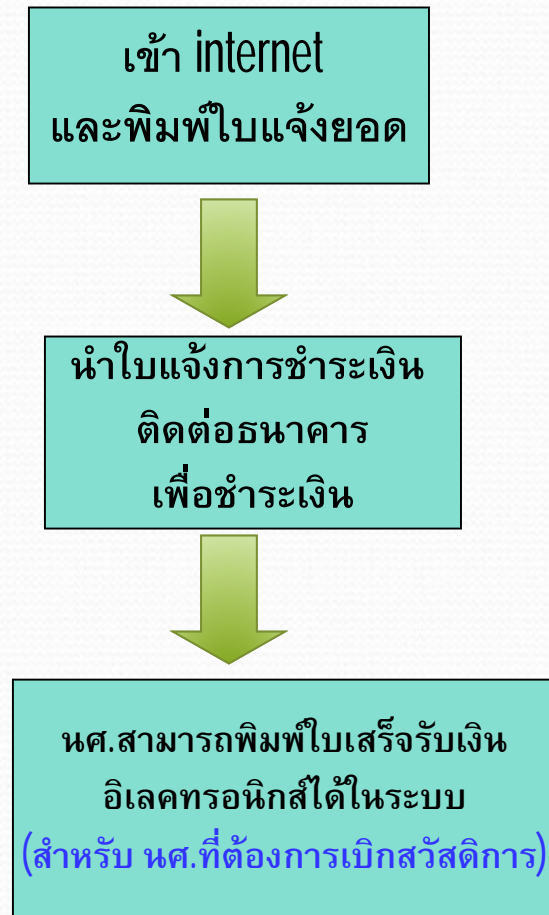 เข้า internet
และพิมพ์ใบแจ้งยอด
นำใบแจ้งการชำระเงิน
ติดต่อธนาคาร
เพื่อชำระเงิน
นศ.สามารถพิมพ์ใบเสร็จรับเงิน
อิเลคทรอนิกส์ได้ในระบบ
(สำหรับ นศ.ที่ต้องการเบิกสวัสดิการ)